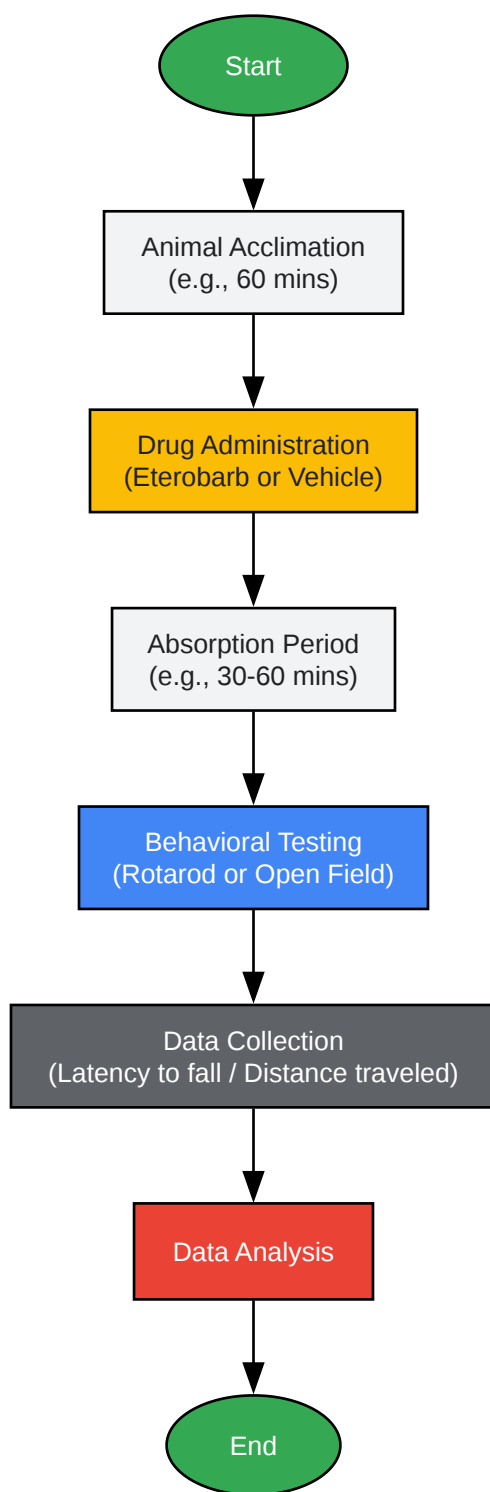 Start
Animal Acclimation
(e.g., 60 mins)
Drug Administration
(Eterobarb or Vehicle)
Absorption Period
(e.g., 30-60 mins)
Behavioral Testing
(Rotarod or Open Field)
Data Collection
(Latency to fall / Distance traveled)
Data Analysis
End